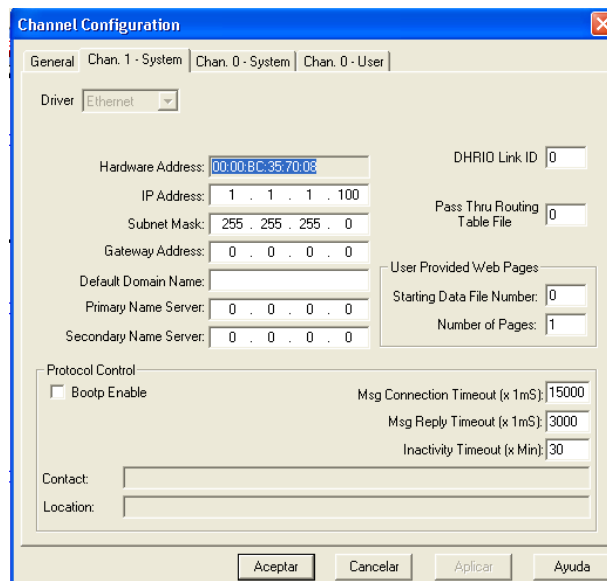 Channel Configuration
General Chan. 1 - System Chan. 0 - System Chan. 0 - User
Driver Ethernet
Hardware Address: 00:00:BC:35:70:08
DHRIO Link ID 0
IP Address: 1 . 1 . 1 . 100
Subnet Mask: 255 . 255 . 255 . 0
Pass Thru Routing
Table File 0
Gateway Address: 0 . 0 . 0 . 0
Default Domain Name:
Primary Name Server: 0 . 0 . 0 . 0
Secondary Name Server: 0 . 0 . 0 . 0
User Provided Web Pages
Starting Data File Number: 0
Number of Pages: 1
Protocol Control
Bootp Enable
Msg Connection Timeout (x 1mS): 15000
Msg Reply Timeout (x 1mS): 3000
Inactivity Timeout (x Min): 30
Contact:
Location:
Aceptar Cancelar Aplicar Ayuda